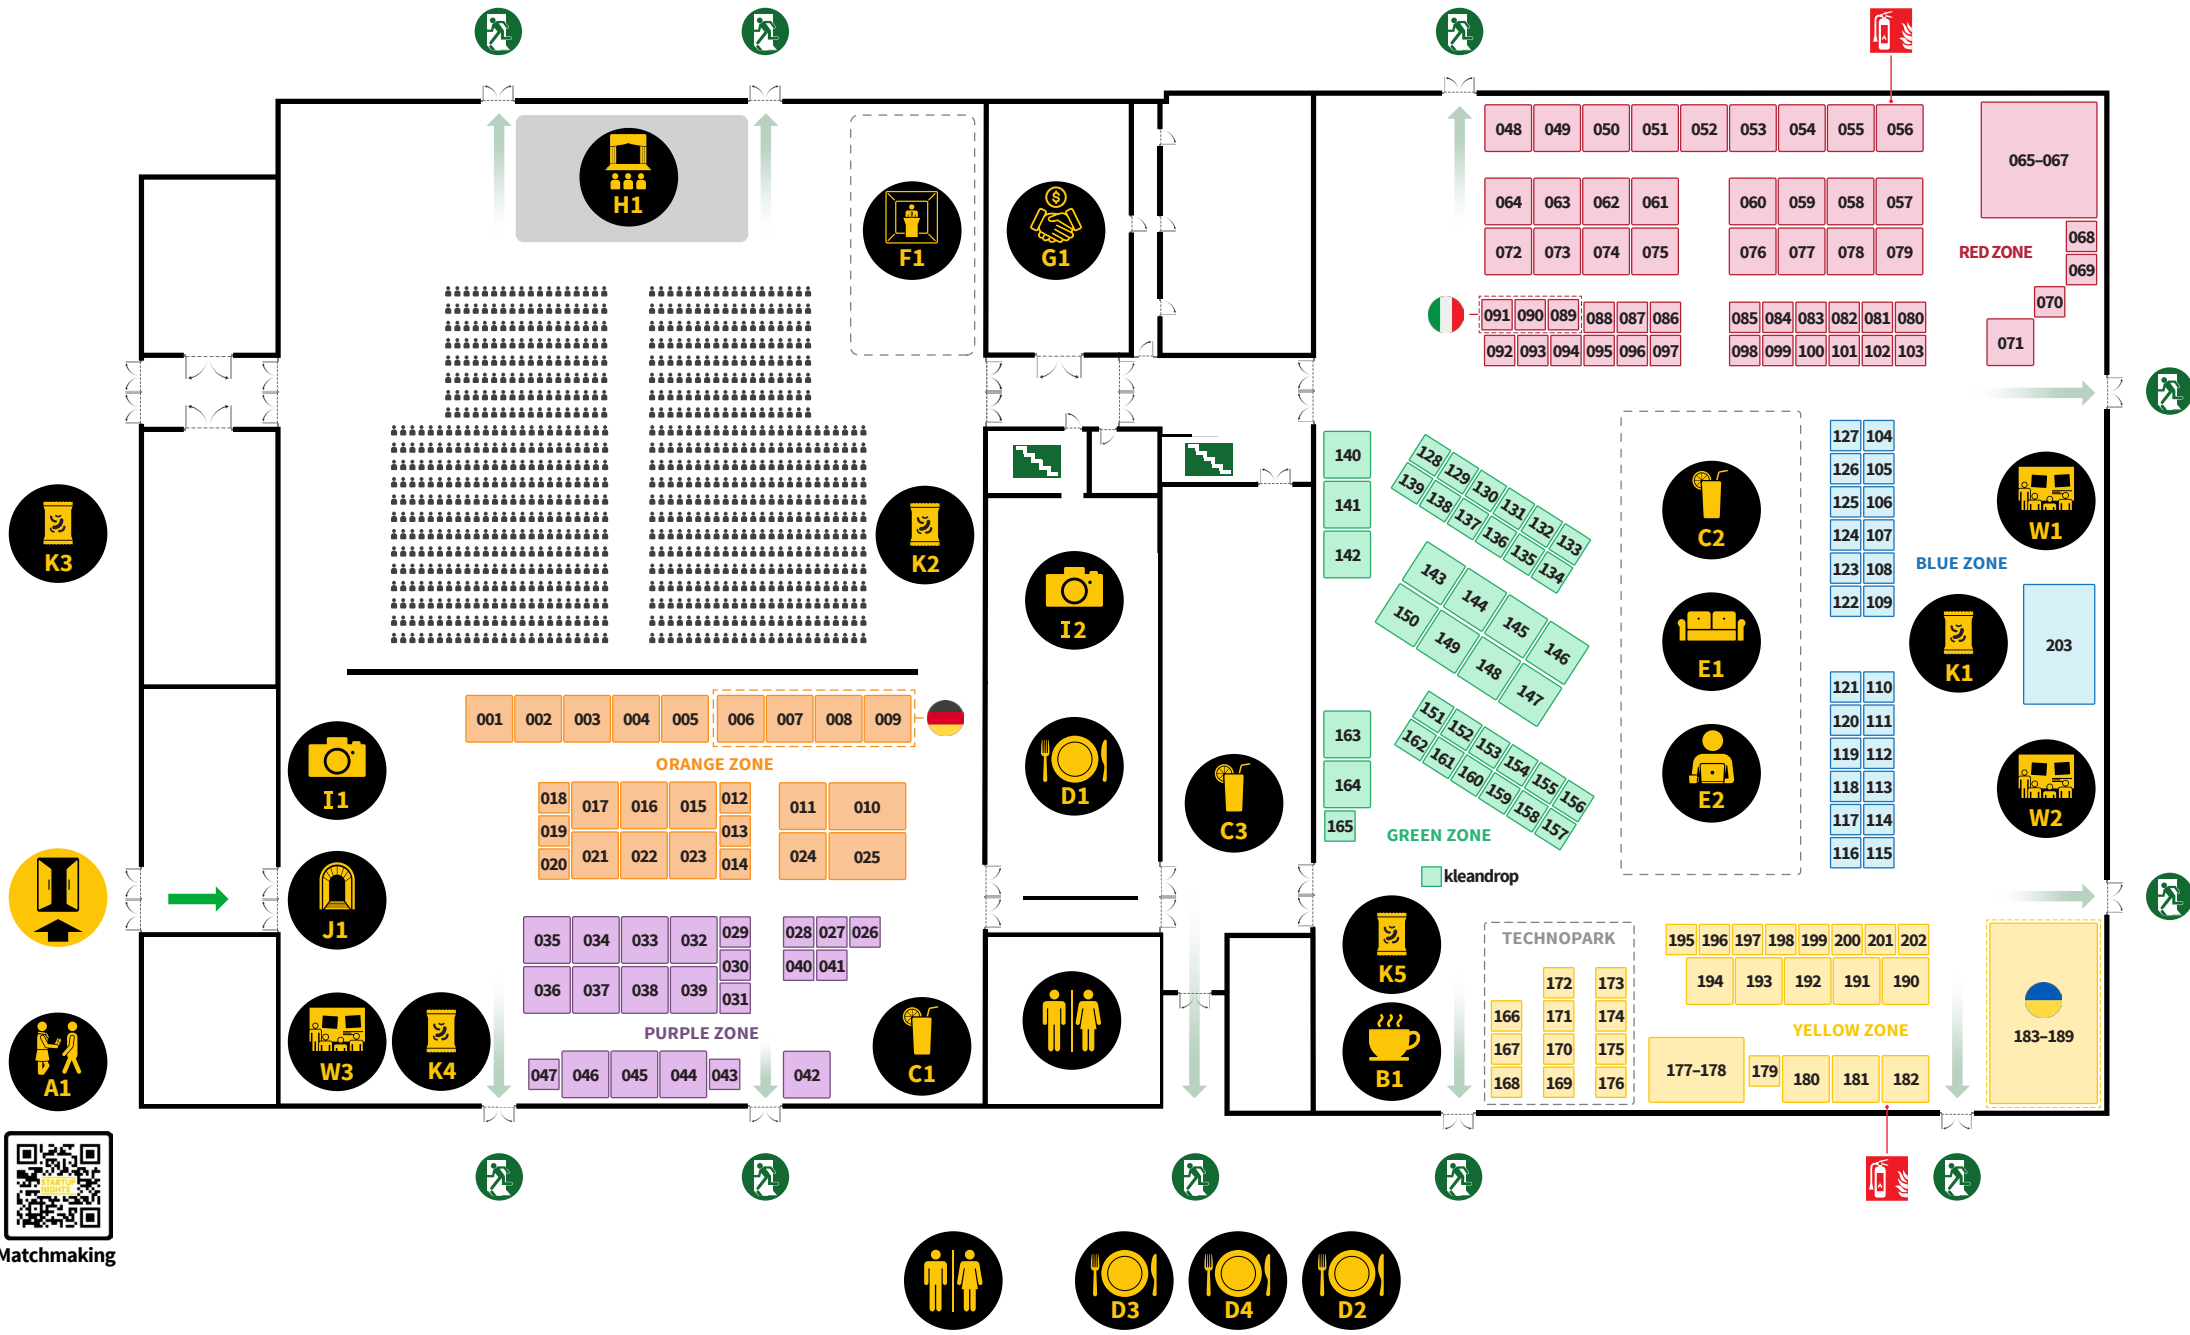 H1
F1
G1
048 049 050 051 052 053 054 055 056
065–067
064 063 062 061 060 059 058 057
072 073 074 075 076 077 078 079
068
RED ZONE
069
070
091 090 089 088 087 086 085 084 083 082 081 080
092 093 094 095 096 097 098 099 100 101 102 103
071
K3
K2
I2
140
141
142
128 129 130 131 132 133
139 138 137 136 135 134
143 144 145 146
150 149 148 147
C2
E1
E2
127 104
126 105
125 106
124 107
123 108
122 109
W1
BLUE ZONE
K1
203
121 110
120 111
119 112
118 113
117 114
116 115
W2
001 002 003 004 005 006 007 008 009
ORANGE ZONE
018 017 016 015 012 011 010
019 013
020 021 022 023 014 024 025
I1
D1
C3
163
164
165
151 152 153 154 155 156
162 161 160 159 158 157
GREEN ZONE
kleandrop
J1
035 034 033 032 029 028 027 026
030 040 041
036 037 038 039 031
PURPLE ZONE
047 046 045 044 043 042
W3
K4
C1
A1
K5
B1
TECHNOPARK
172 173
166 171 174
167 170 175
168 169 176
195 196 197 198 199 200 201 202
194 193 192 191 190
YELLOW ZONE
183–189
177–178 179 180 181 182
STARTUP
NIGHTS
Matchmaking
D3
D4
D2